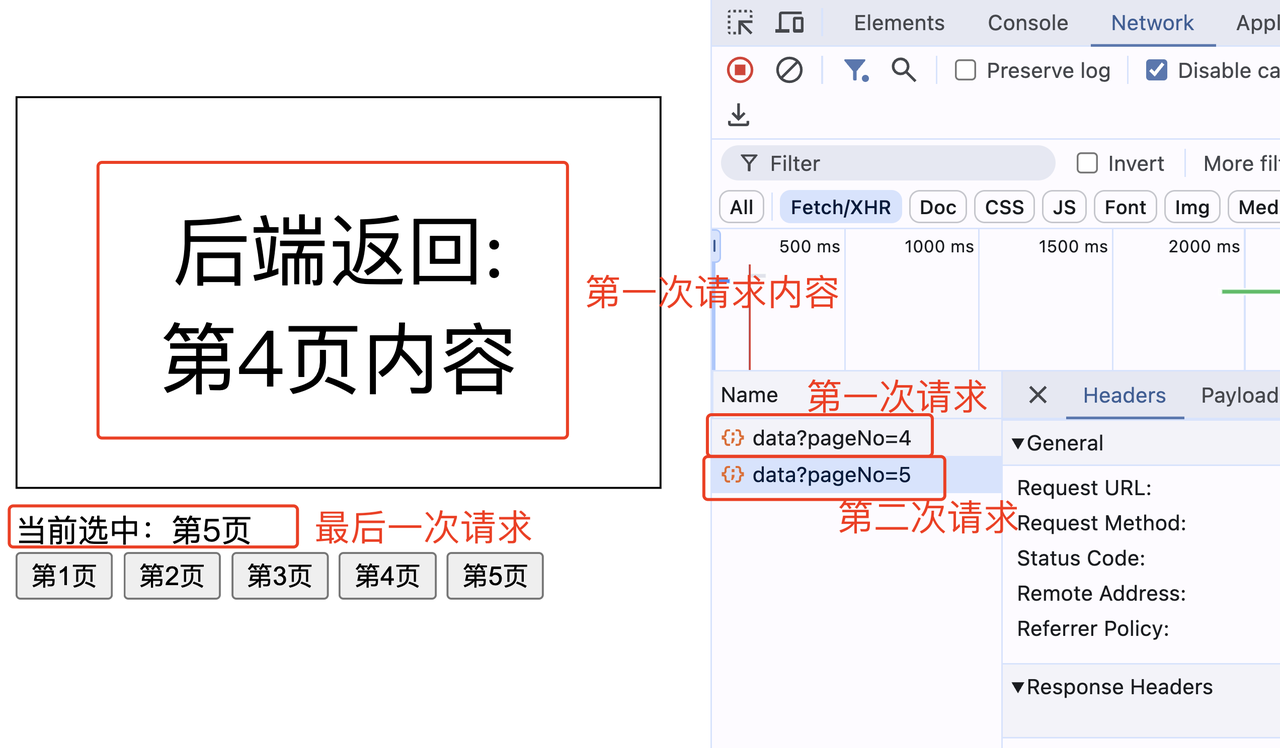 Elements Console Network Appl
Preserve log Disable ca
Filter Invert More fil
All Fetch/XHR Doc CSS JS Font Img Med
500 ms 1000 ms 1500 ms 2000 ms
后端返回:
第4页内容
第一次请求内容
Name 第一次请求 Headers Payload
data?pageNo=4
General
data?pageNo=5
第二次请求
Request URL:
Request Method:
Status Code:
Remote Address:
Referrer Policy:
Response Headers
当前选中：第5页 最后一次请求
第1页 第2页 第3页 第4页 第5页